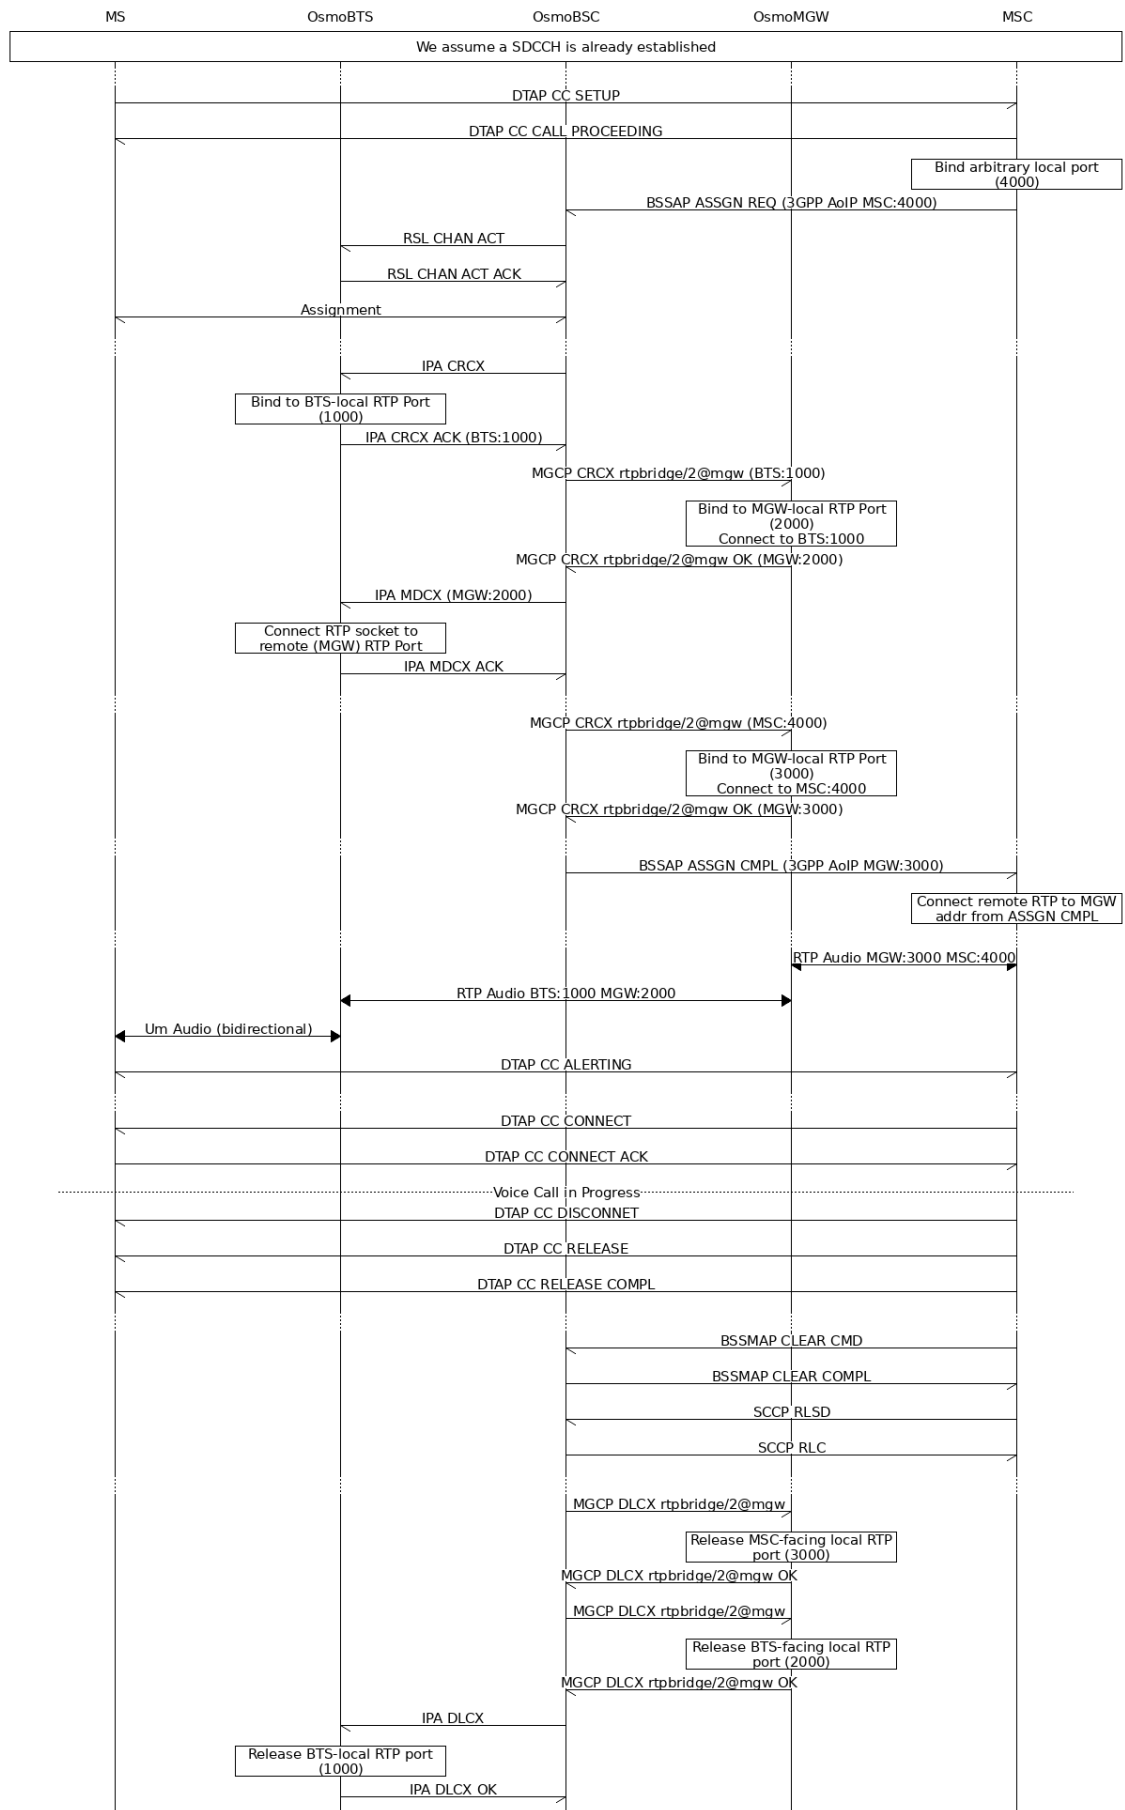 MS OsmoBTS OsmoBSC OsmoMGW MSC
We assume a SDCCH is already established
DTAP CC SETUP
DTAP CC CALL PROCEEDING
Bind arbitrary local port
(4000)
BSSAP ASSGN REQ (3GPP AoIP MSC:4000)
RSL CHAN ACT
RSL CHAN ACT ACK
Assignment
IPA CRCX
Bind to BTS-local RTP Port
(1000)
IPA CRCX ACK (BTS:1000)
MGCP CRCX rtpbridge/2@mgw (BTS:1000)
Bind to MGW-local RTP Port
(2000)
Connect to BTS:1000
MGCP CRCX rtpbridge/2@mgw OK (MGW:2000)
IPA MDCX (MGW:2000)
Connect RTP socket to
remote (MGW) RTP Port
IPA MDCX ACK
MGCP CRCX rtpbridge/2@mgw (MSC:4000)
Bind to MGW-local RTP Port
(3000)
Connect to MSC:4000
MGCP CRCX rtpbridge/2@mgw OK (MGW:3000)
BSSAP ASSGN CMPL (3GPP AoIP MGW:3000)
Connect remote RTP to MGW
addr from ASSGN CMPL
RTP Audio MGW:3000 MSC:4000
RTP Audio BTS:1000 MGW:2000
Um Audio (bidirectional)
DTAP CC ALERTING
DTAP CC CONNECT
DTAP CC CONNECT ACK
Voice Call in Progress
DTAP CC DISCONNET
DTAP CC RELEASE
DTAP CC RELEASE COMPL
BSSMAP CLEAR CMD
BSSMAP CLEAR COMPL
SCCP RLSD
SCCP RLC
MGCP DLCX rtpbridge/2@mgw
Release MSC-facing local RTP
port (3000)
MGCP DLCX rtpbridge/2@mgw OK
MGCP DLCX rtpbridge/2@mgw
Release BTS-facing local RTP
port (2000)
MGCP DLCX rtpbridge/2@mgw OK
IPA DLCX
Release BTS-local RTP port
(1000)
IPA DLCX OK